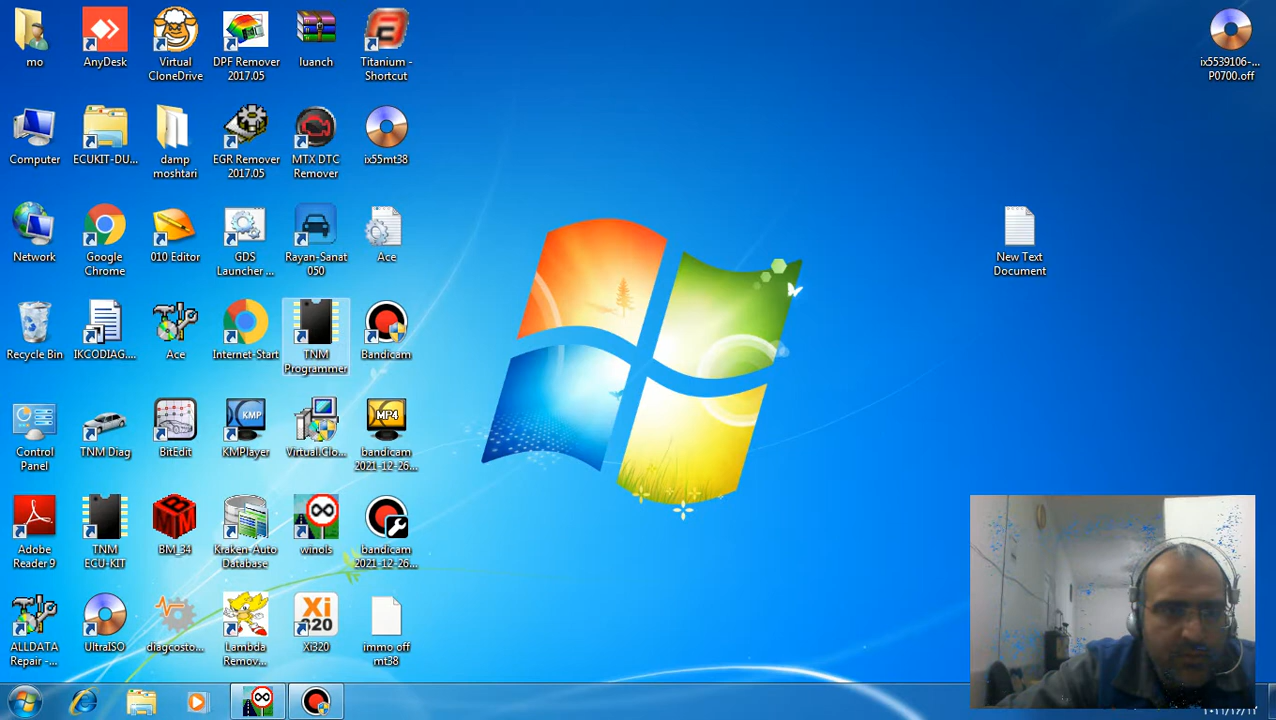 mo
AnyDesk
Virtual
CloneDrive
DPF Remover
2017.05
luanch
Titanium -
Shortcut
ix5539106-...
P0700.off
Computer
ECUKIT-DU...
damp
moshtari
EGR Remover
2017.05
MTX DTC
Remover
ix55mt38
Network
Google
Chrome
010 Editor
GDS
Launcher ...
Rayan-Sanat
050
Ace
New Text
Document
Recycle Bin
IKCODIAG....
Ace
Internet-Start
TNM
Programmer
Bandicam
Control
Panel
TNM Diag
BitEdit
KMP
KMPlayer
Virtual.Clo...
MP4
bandicam
2021-12-26...
Adobe
Reader 9
TNM
ECU-KIT
BM_34
Kraken-Auto
Database
winols
bandicam
2021-12-26...
ALLDATA
Repair -...
UltraISO
diagcosto...
Lambda
Remov...
Xi
320
Xi320
immo off
mt38